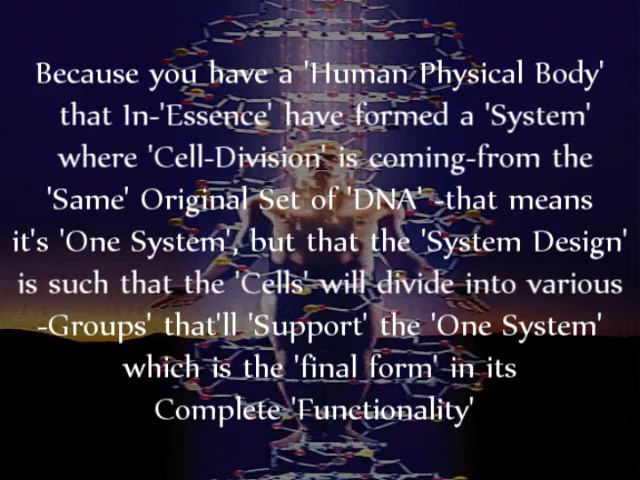 Because you have a 'Human Physical Body'
that In-'Essence' have formed a 'System'
where 'Cell-Division' is coming-from the
'Same' Original Set of 'DNA' -that means
it's 'One System', but that the 'System Design'
is such that the 'Cells' will divide into various
-Groups' that'll 'Support' the 'One System'
which is the 'final form' in its
Complete 'Functionality'